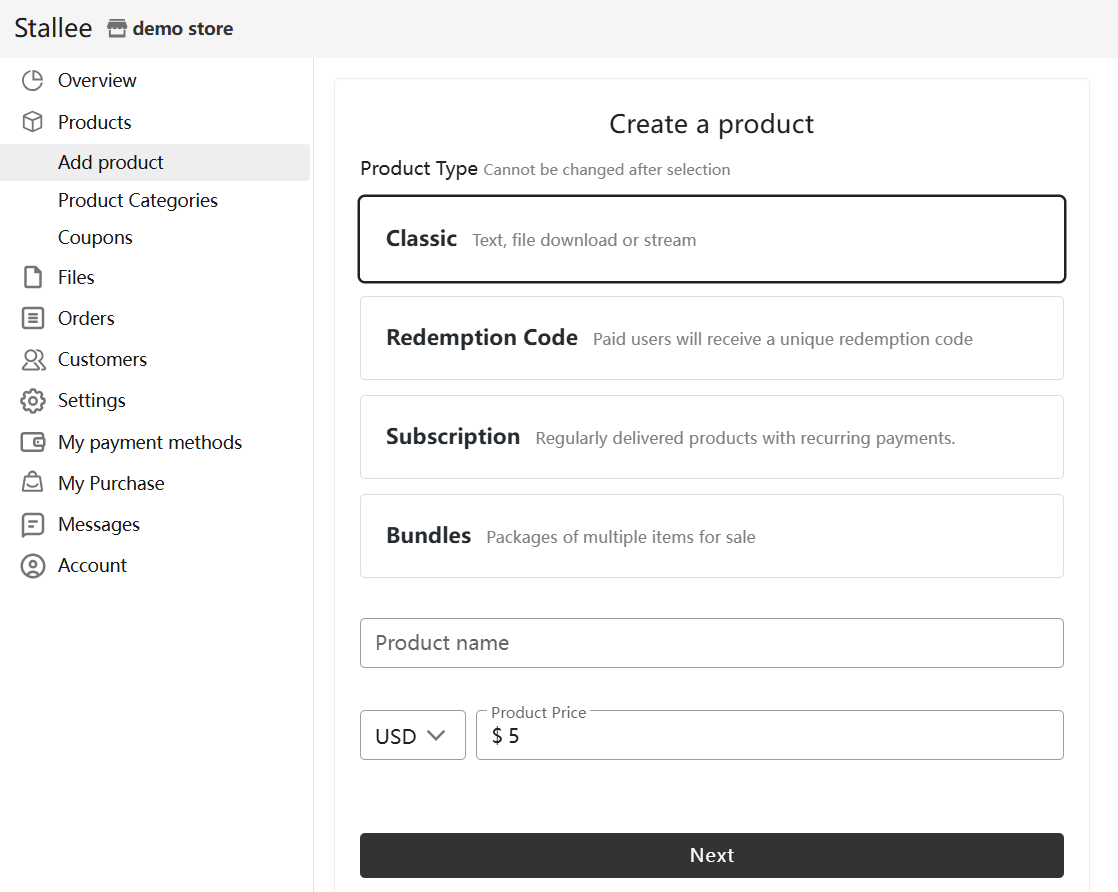 Stallee demo store
Overview
Products
Add product
Product Categories
Coupons
Files
Orders
Customers
Settings
My payment methods
My Purchase
Messages
Account
Create a product
Product Type Cannot be changed after selection
Classic Text, file download or stream
Redemption Code Paid users will receive a unique redemption code
Subscription Regularly delivered products with recurring payments.
Bundles Packages of multiple items for sale
Product name
Product Price
USD $ 5
Next